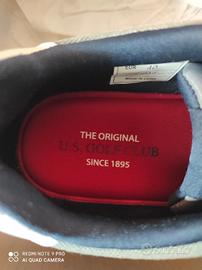 THE ORIGINAL
U.S. GOLF CLUB
SINCE 1895
REDMI NOTE 9 PRO
AI QUAD CAMERA